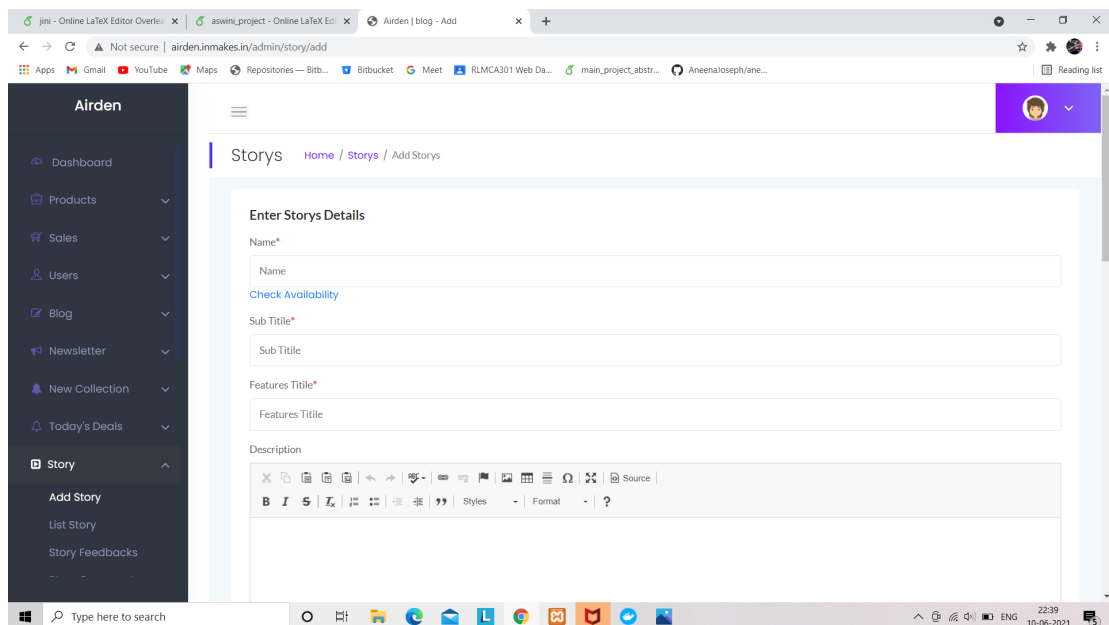 jini - Online LaTeX Editor Overlea
aswini_project - Online LaTeX Ed
Airden | blog - Add
Not secure | airden.inmakes.in/admin/story/add
Apps Gmail YouTube Maps Repositories — Bitb... Bitbucket Meet RLMCA301 Web Da... main_project_abstr... AneenaJoseph/ane... Reading list
Airden
Storys Home / Storys / Add Storys
Dashboard
Products
Sales
Users
Blog
Newsletter
New Collection
Today's Deals
Story
Add Story
List Story
Story Feedbacks
Enter Storys Details
Name*
Name
Check Availability
Sub Titile*
Sub Titile
Features Titile*
Features Titile
Description
Source
B I S Ix Styles Format ?
Type here to search
ENG
22:39
10-06-2021